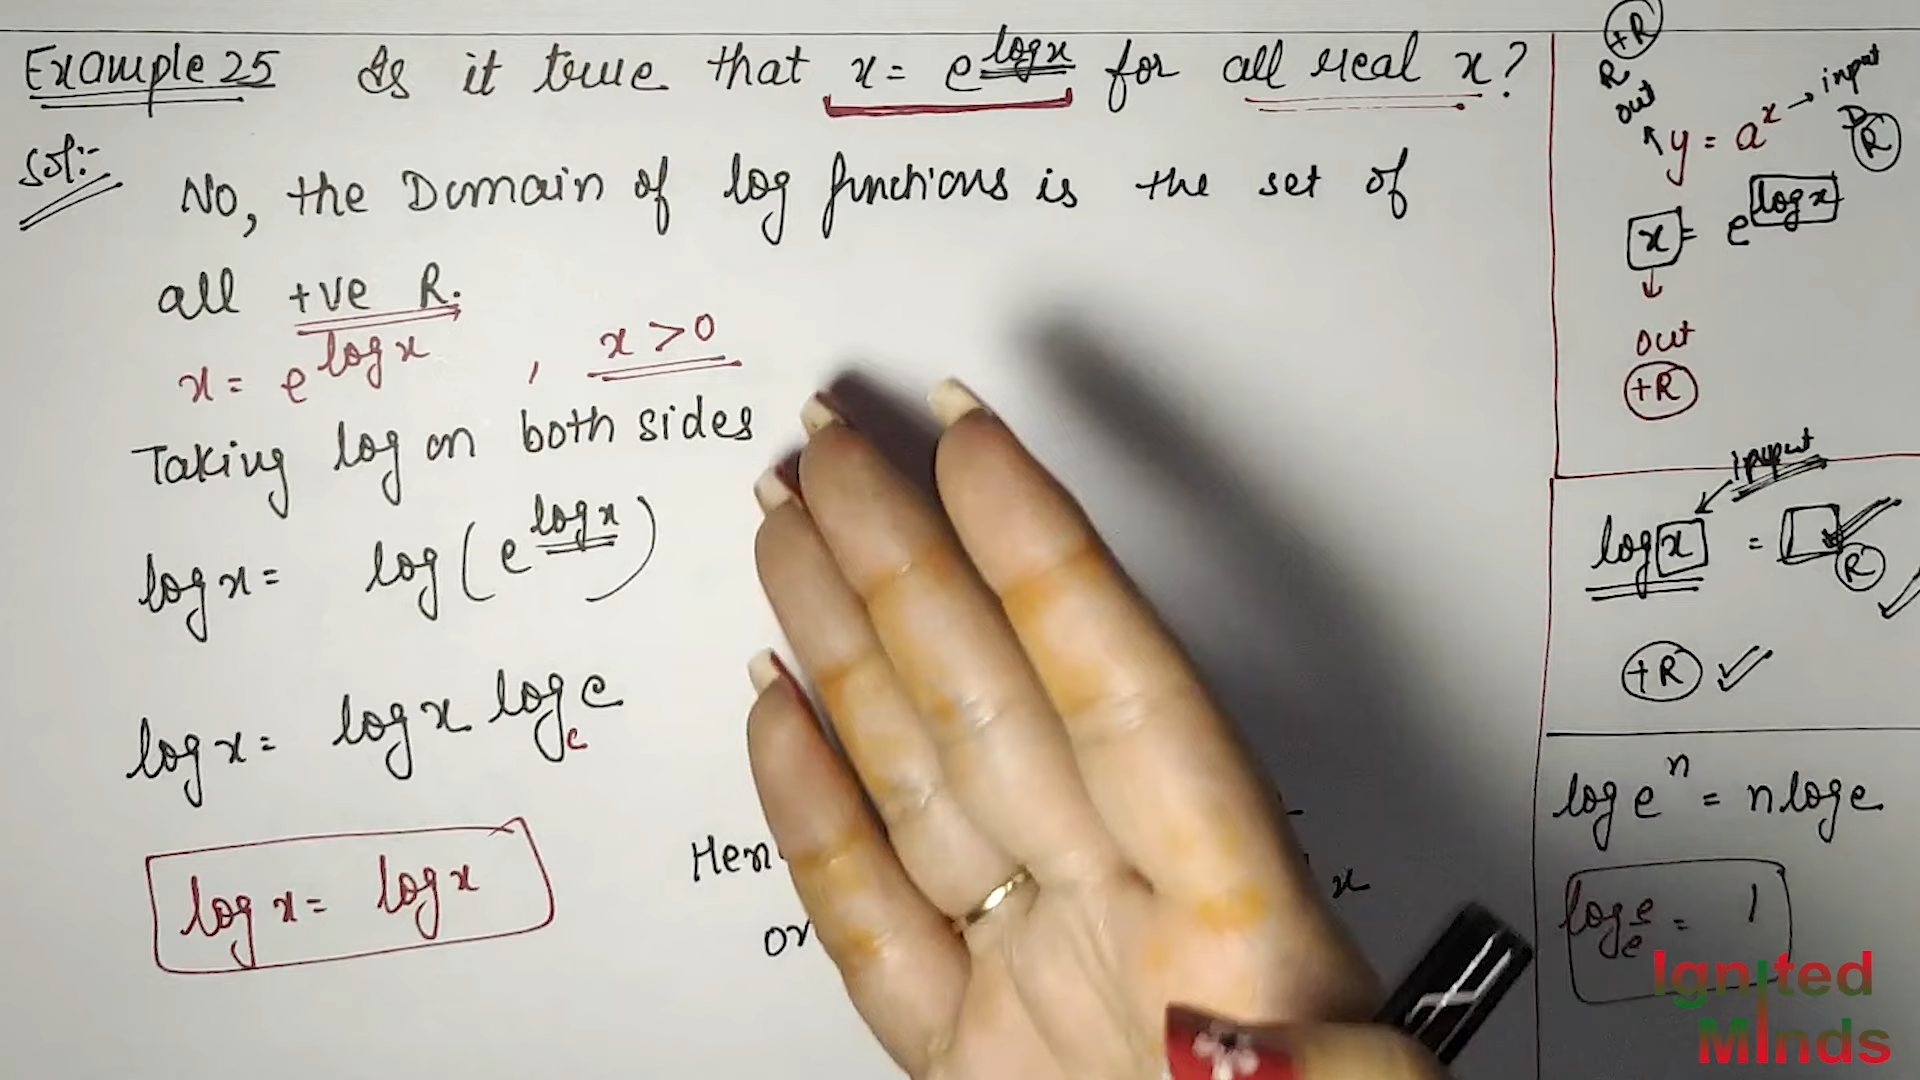 Example 25 Is it true that x = e^{log x} for all real x?
Sol:-
No, the Domain of log functions is the set of
all +ve R.
x = e^{log x} , x > 0
Taking log on both sides
log x = log (e^{log x})
log x = log x log_e e
log x = log x
Hen
or
x
+R
R
out
y = a^x → input
D
R
x = e^{log x}
↓
out
+R
input
log x = □
R
+R ✓
log e^n = n log e
log_e e = 1
Ignited
Minds